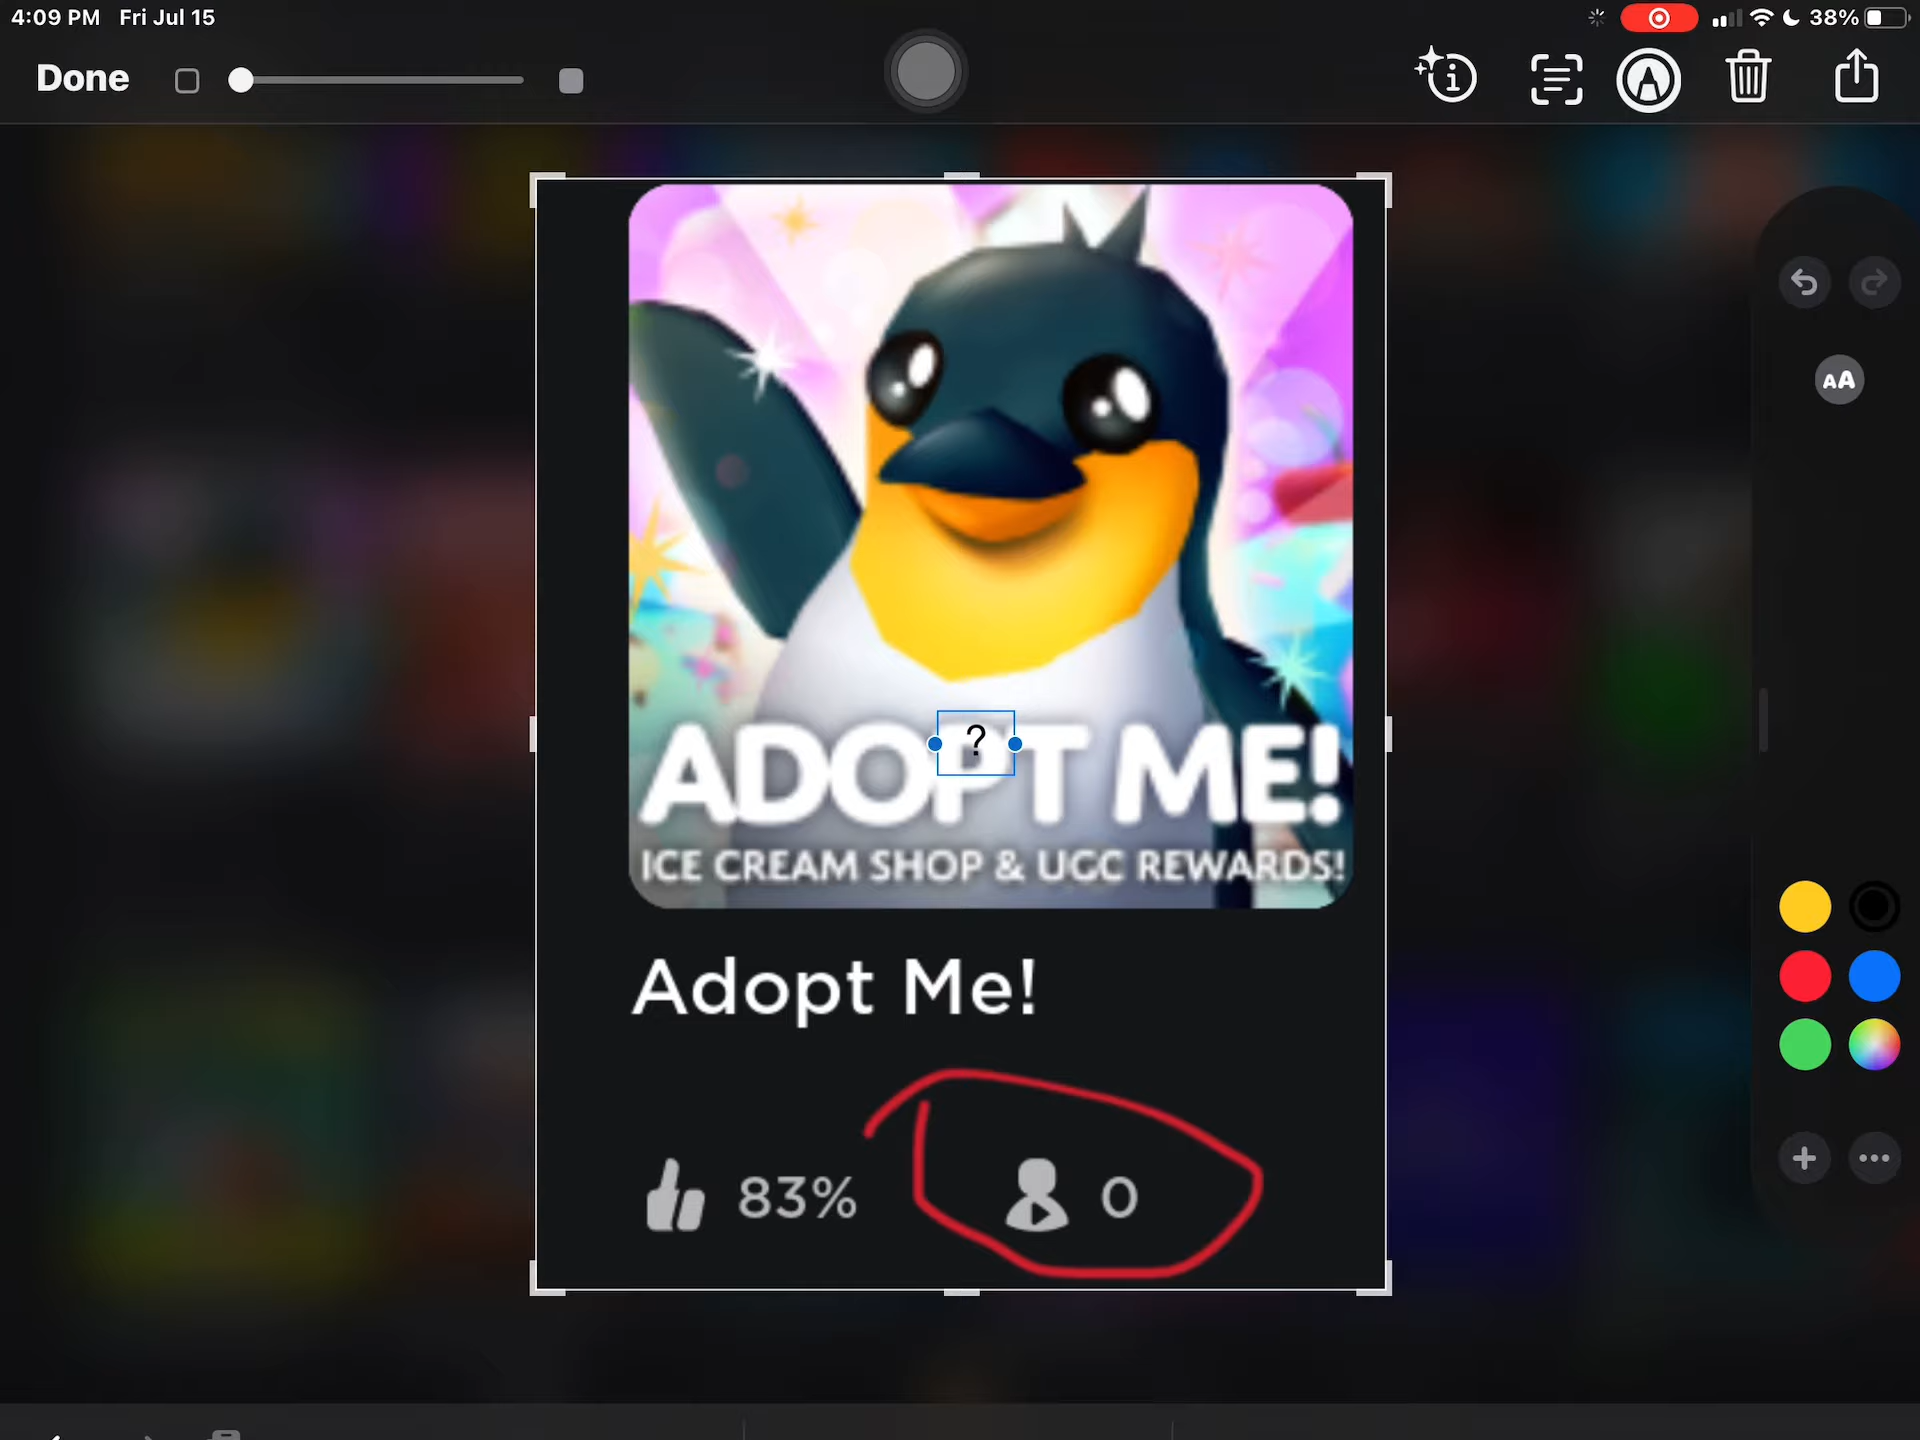 4:09 PM Fri Jul 15
38%
Done
AA
?
ADOPT ME!
ICE CREAM SHOP & UGC REWARDS!
Adopt Me!
83%
0